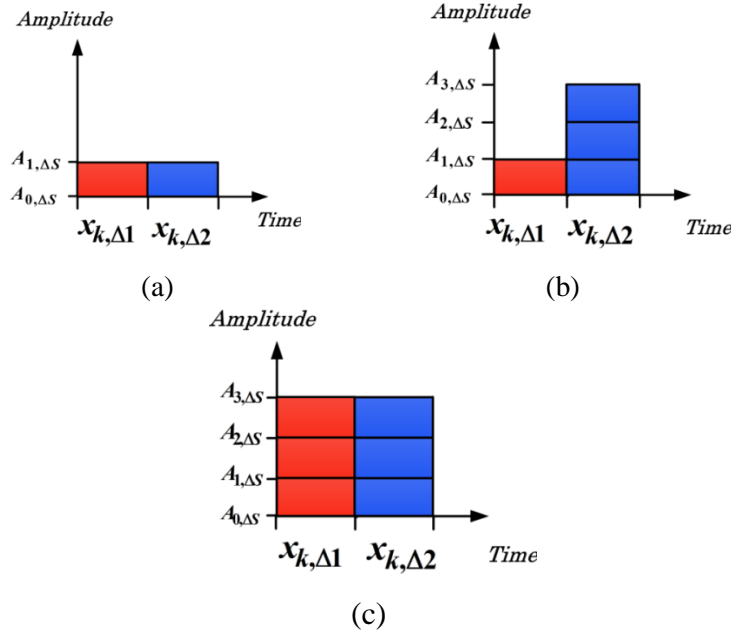 Amplitude
A1,ΔS
A0,ΔS
Time
xk,Δ1 xk,Δ2
(a)
Amplitude
A3,ΔS
A2,ΔS
A1,ΔS
A0,ΔS
Time
xk,Δ1 xk,Δ2
(b)
Amplitude
A3,ΔS
A2,ΔS
A1,ΔS
A0,ΔS
xk,Δ1 xk,Δ2 Time
(c)